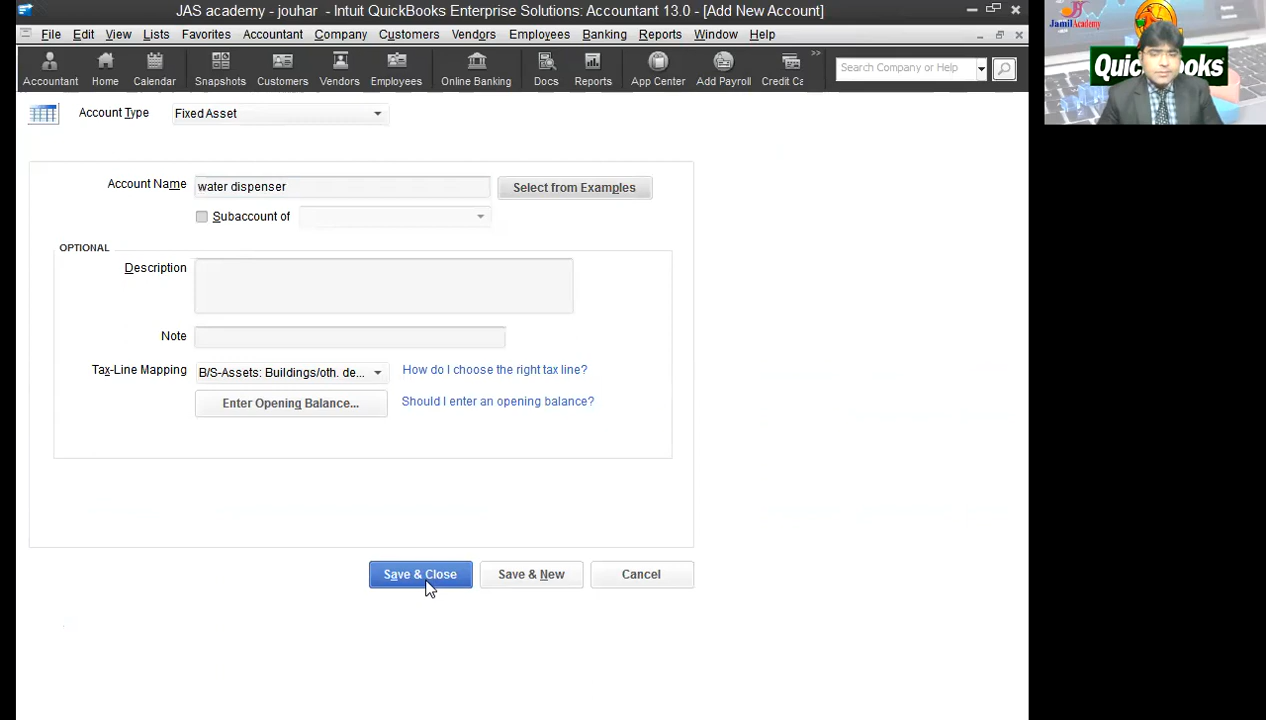 JAS academy - jouhar - Intuit QuickBooks Enterprise Solutions: Accountant 13.0 - [Add New Account]
File Edit View Lists Favorites Accountant Company Customers Vendors Employees Banking Reports Window Help
Accountant Home Calendar Snapshots Customers Vendors Employees Online Banking Docs Reports App Center Add Payroll Credit Ca
Search Company or Help
Account Type Fixed Asset
Account Name water dispenser Select from Examples
Subaccount of
OPTIONAL
Description
Note
Tax-Line Mapping B/S-Assets: Buildings/oth. de... How do I choose the right tax line?
Enter Opening Balance... Should I enter an opening balance?
Save & Close Save & New Cancel
Jamil Academy